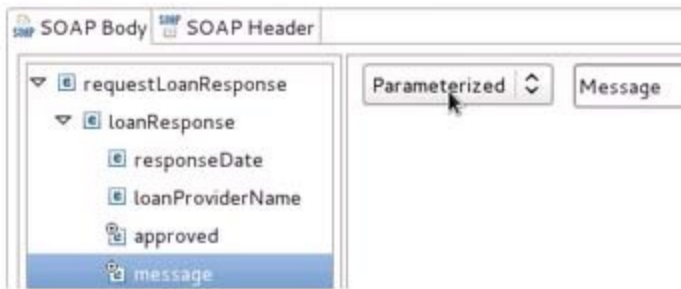 SOAP Body SOAP Header
requestLoanResponse
Parameterized Message
loanResponse
responseDate
loanProviderName
approved
message